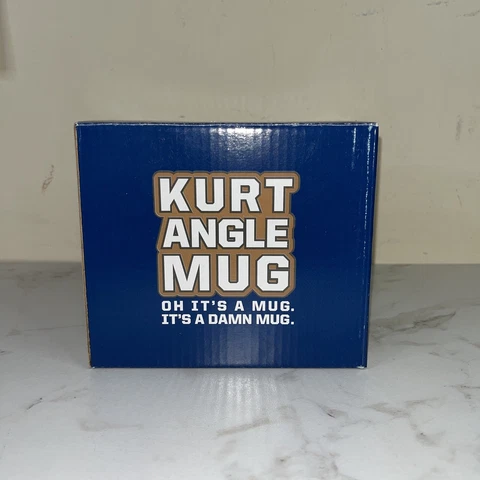 KURT
ANGLE
MUG
OH IT'S A MUG.
IT'S A DAMN MUG.